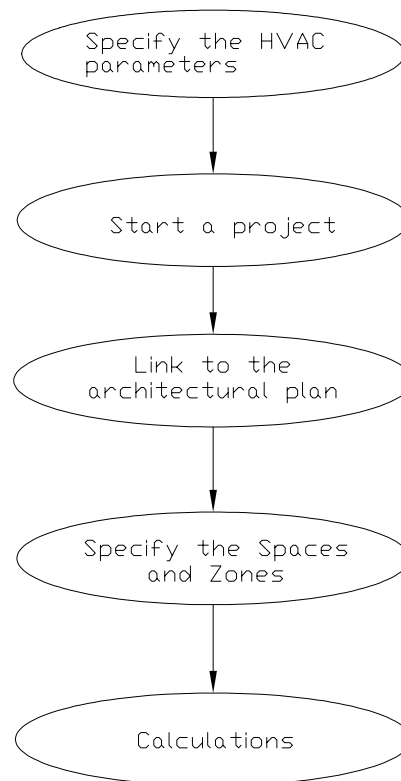 Specify the HVAC
parameters
Start a project
Link to the
architectural plan
Specify the Spaces
and Zones
Calculations